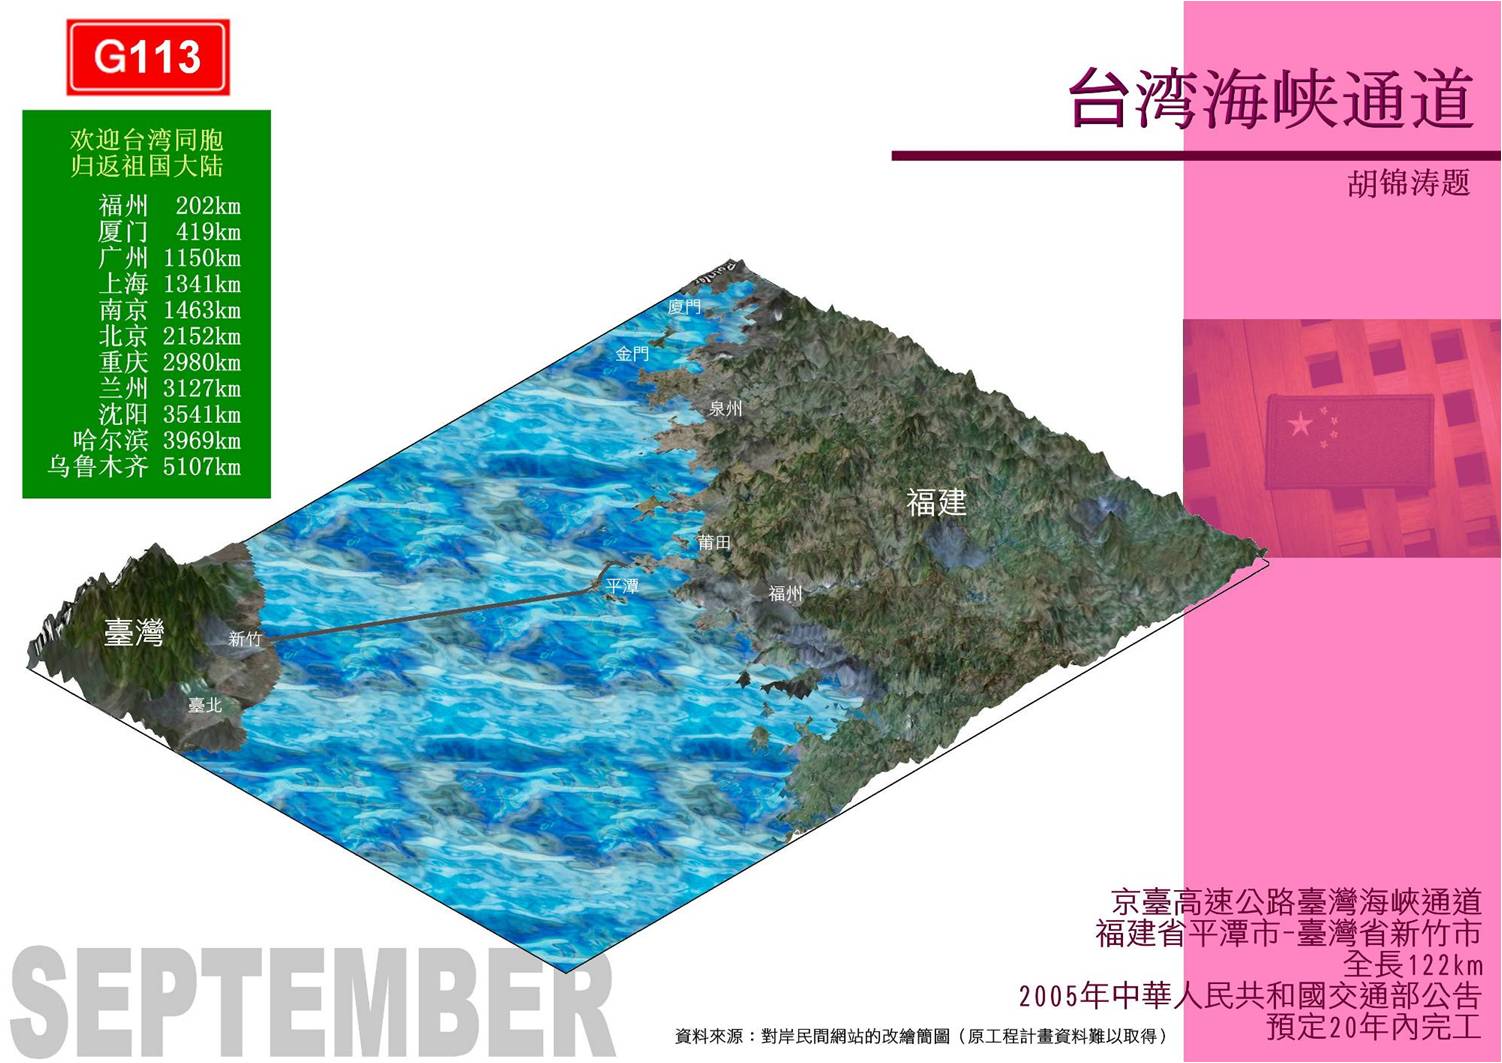 G113
欢迎台湾同胞
归返祖国大陆
福州 202km
厦门 419km
广州 1150km
上海 1341km
南京 1463km
北京 2152km
重庆 2980km
兰州 3127km
沈阳 3541km
哈尔滨 3969km
乌鲁木齐 5107km
台湾海峡通道
胡锦涛题
廈門
金門
泉州
福建
莆田
平潭
福州
臺灣
新竹
臺北
京臺高速公路臺灣海峽通道
福建省平潭市-臺灣省新竹市
全長122km
2005年中華人民共和國交通部公告
預定20年內完工
SEPTEMBER
資料來源：對岸民間網站的改繪簡圖（原工程計畫資料難以取得）